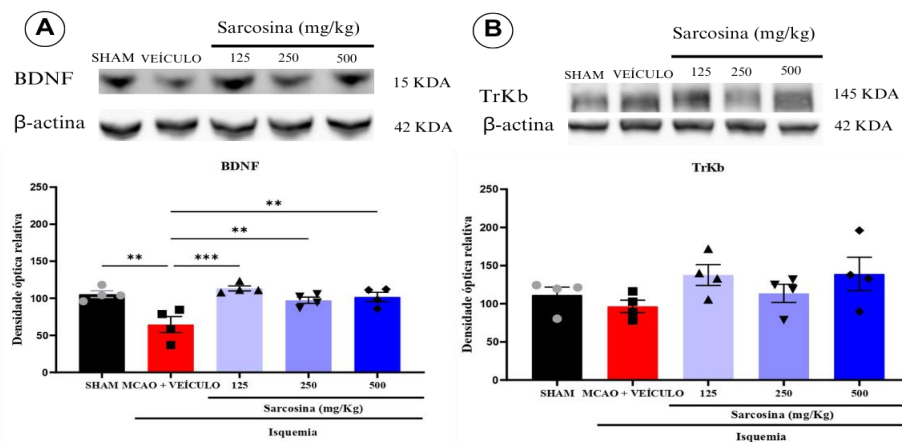 A
Sarcosina (mg/kg)
SHAM VEÍCULO 125 250 500
BDNF 15 KDA
β-actina 42 KDA
BDNF
Densidade óptica relativa
250
200
150
100
50
0
** *** ** **
SHAM MCAO + VEÍCULO 125 250 500
Sarcosina (mg/Kg)
Isquemia
B
Sarcosina (mg/kg)
SHAM VEÍCULO 125 250 500
TrKb 145 KDA
β-actina 42 KDA
TrKb
Densidade óptica relativa
250
200
150
100
50
0
SHAM MCAO + VEÍCULO 125 250 500
Sarcosina (mg/Kg)
Isquemia